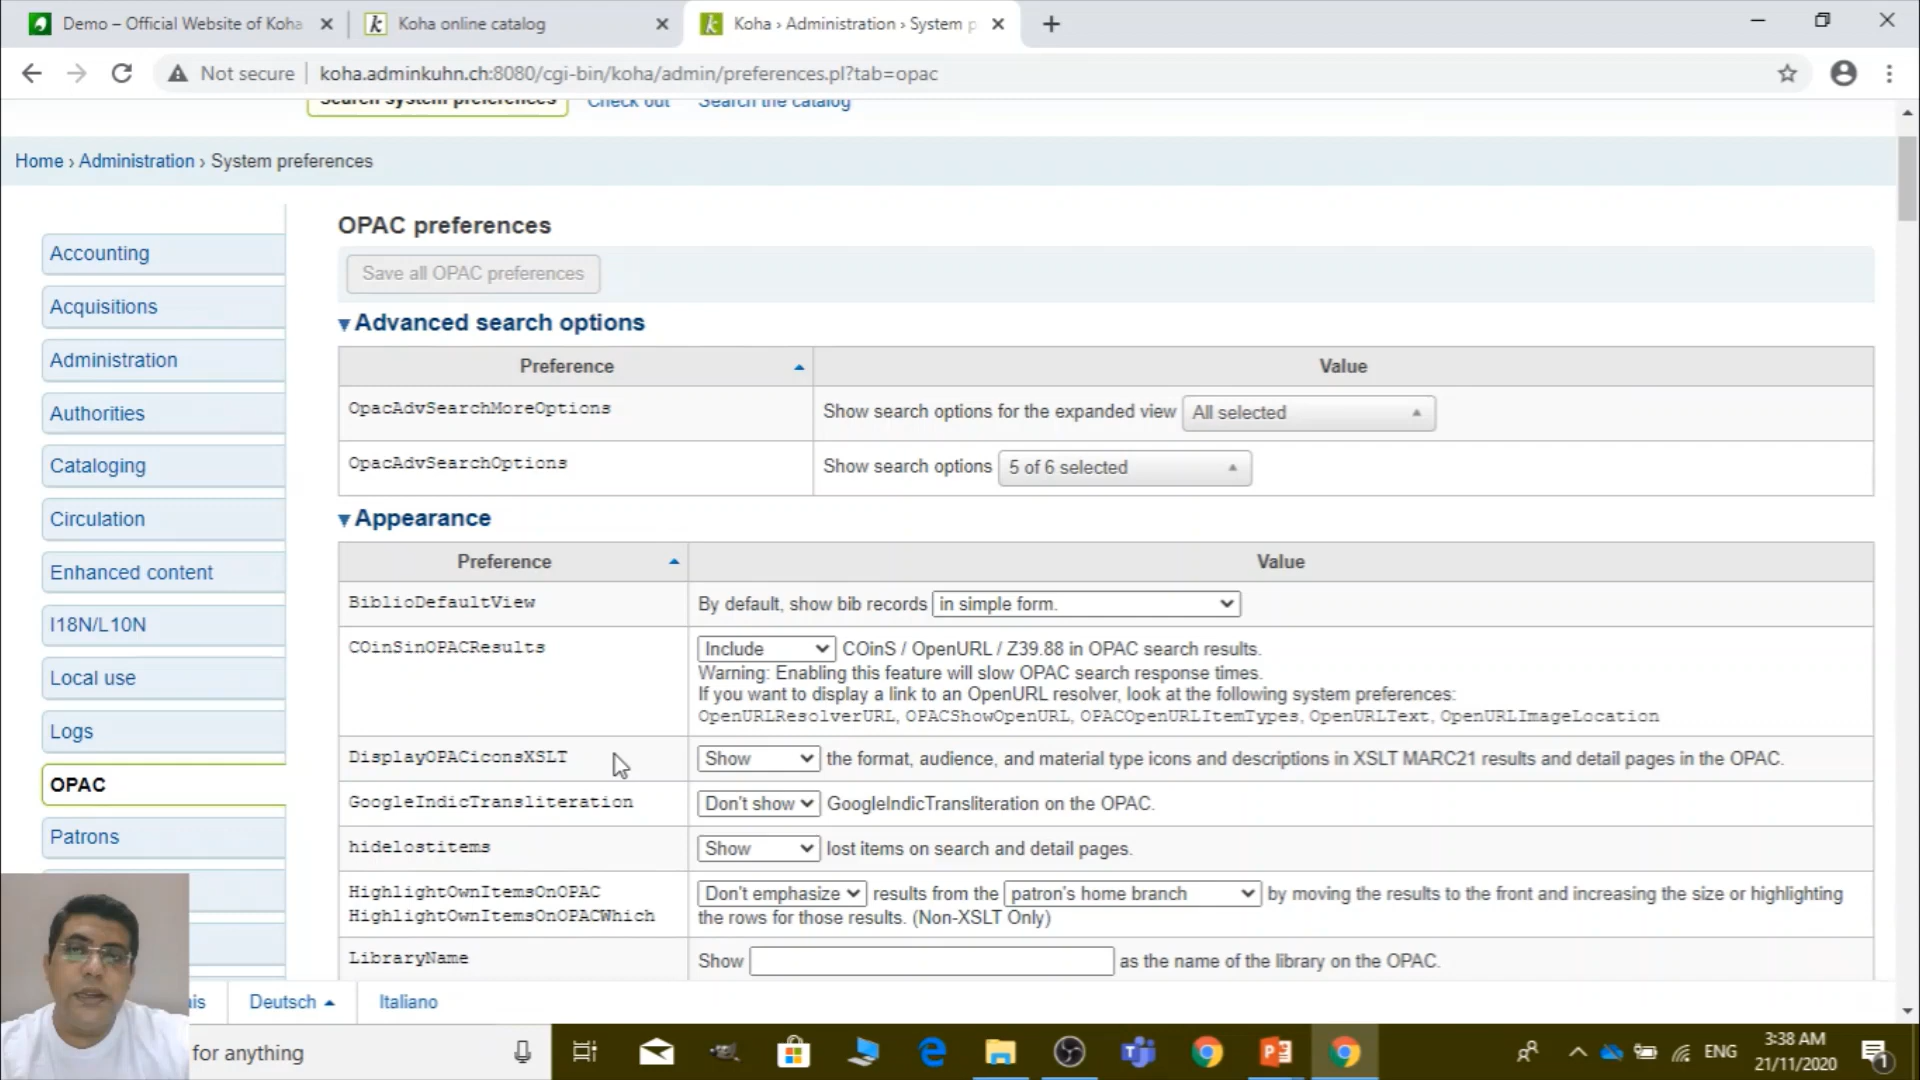 Demo – Official Website of Koha
Koha online catalog
Koha › Administration › System p
Not secure
koha.adminkuhn.ch:8080/cgi-bin/koha/admin/preferences.pl?tab=opac
Search system preferences
Check out
Search the catalog
Home › Administration › System preferences
Accounting
Acquisitions
Administration
Authorities
Cataloging
Circulation
Enhanced content
I18N/L10N
Local use
Logs
OPAC
Patrons
OPAC preferences
Save all OPAC preferences
Advanced search options
Preference Value
OpacAdvSearchMoreOptions Show search options for the expanded view All selected
OpacAdvSearchOptions Show search options 5 of 6 selected
Appearance
Preference Value
BiblioDefaultView By default, show bib records in simple form.
COinSinOPACResults Include COinS / OpenURL / Z39.88 in OPAC search results.
Warning: Enabling this feature will slow OPAC search response times.
If you want to display a link to an OpenURL resolver, look at the following system preferences:
OpenURLResolverURL, OPACShowOpenURL, OPACOpenURLItemTypes, OpenURLText, OpenURLImageLocation
DisplayOPACiconsXSLT Show the format, audience, and material type icons and descriptions in XSLT MARC21 results and detail pages in the OPAC.
GoogleIndicTransliteration Don't show GoogleIndicTransliteration on the OPAC.
hidelostitems Show lost items on search and detail pages.
HighlightOwnItemsOnOPAC Don't emphasize results from the patron's home branch by moving the results to the front and increasing the size or highlighting
HighlightOwnItemsOnOPACWhich the rows for those results. (Non-XSLT Only)
LibraryName Show as the name of the library on the OPAC.
is Deutsch Italiano
for anything
ENG
3:38 AM
21/11/2020
1